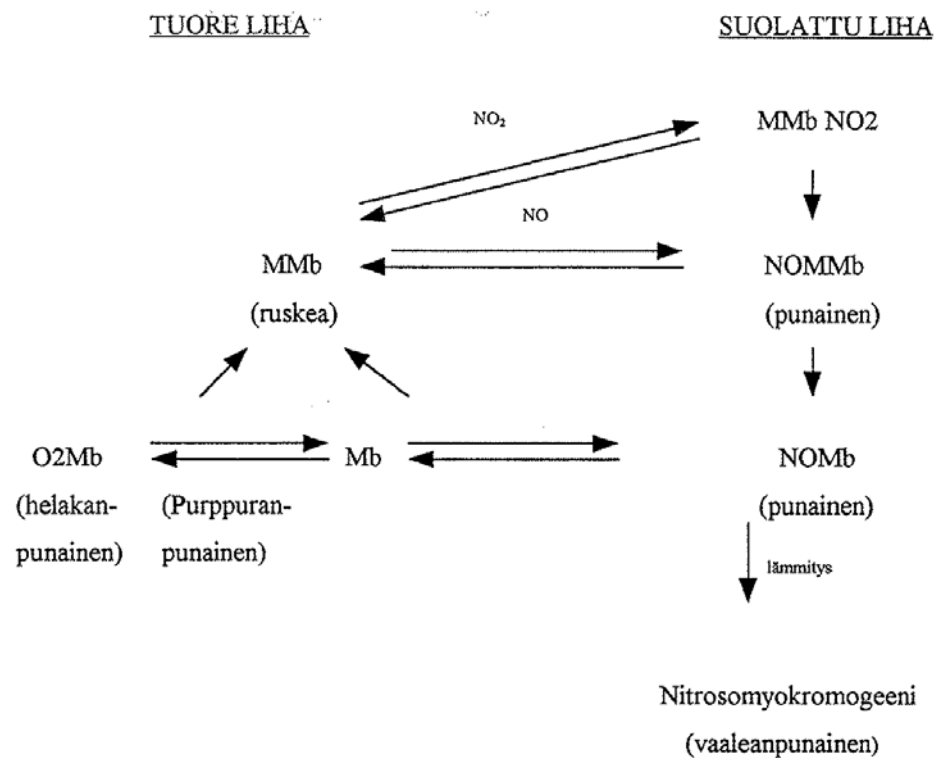 TUORE LIHA
SUOLATTU LIHA
NO₂
MMb NO2
NO
MMb
NOMMb
(ruskea)
(punainen)
O2Mb
Mb
NOMb
(helakan-
(Purppuran-
(punainen)
punainen)
punainen)
lämmitys
Nitrosomyokromogeeni
(vaaleanpunainen)